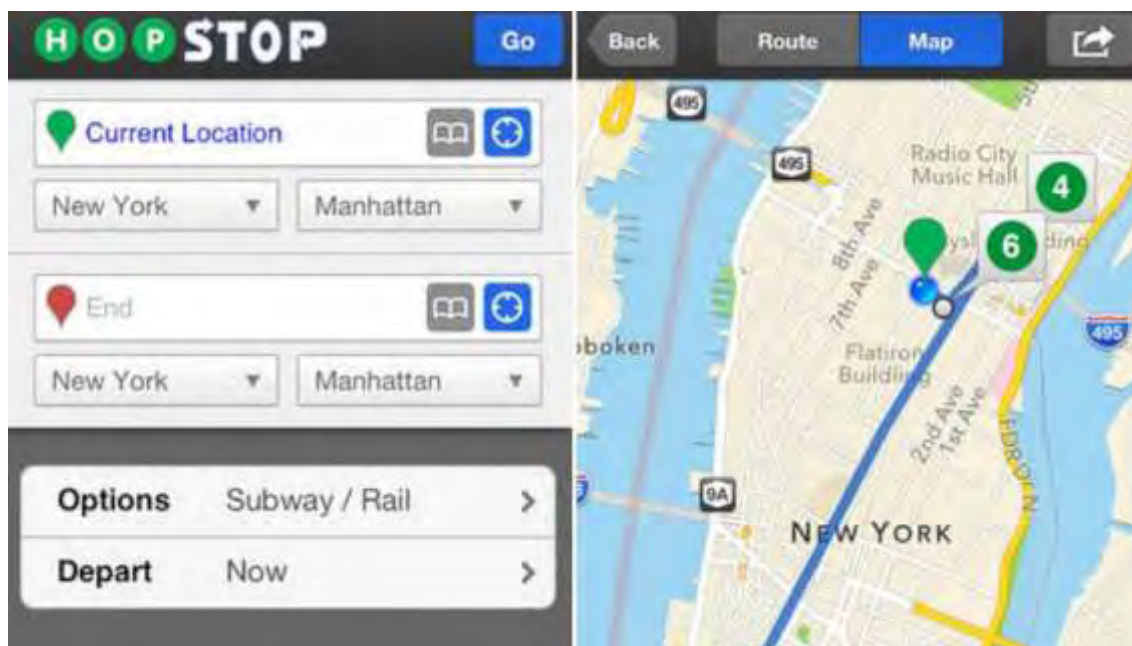 HOPSTOP
Go
Current Location
New York
Manhattan
End
New York
Manhattan
Options Subway / Rail
Depart Now
Back
Route
Map
495
495
Radio City
Music Hall
4
6
8th Ave
7th Ave
495
Flatiron
Building
2nd Ave
1st Ave
9A
NEW YORK